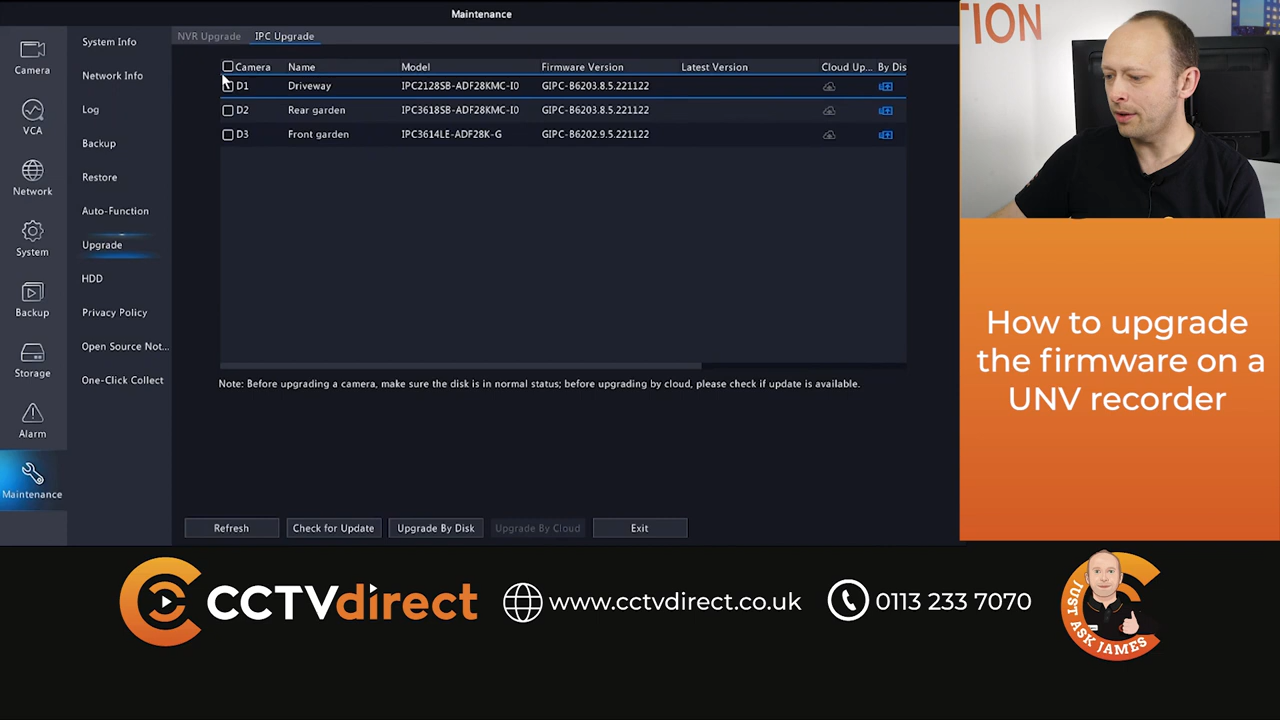 Maintenance
TION
Camera
VCA
Network
System
Backup
Storage
Alarm
Maintenance
System Info
Network Info
Log
Backup
Restore
Auto-Function
Upgrade
HDD
Privacy Policy
Open Source Not...
One-Click Collect
NVR Upgrade IPC Upgrade
Camera Name Model Firmware Version Latest Version Cloud Up... By Dis
D1 Driveway IPC2128SB-ADF28KMC-I0 GIPC-B6203.8.5.221122
D2 Rear garden IPC3618SB-ADF28KMC-I0 GIPC-B6203.8.5.221122
D3 Front garden IPC3614LE-ADF28K-G GIPC-B6202.9.5.221122
Note: Before upgrading a camera, make sure the disk is in normal status; before upgrading by cloud, please check if update is available.
Refresh Check for Update Upgrade By Disk Upgrade By Cloud Exit
How to upgrade
the firmware on a
UNV recorder
CCTVdirect www.cctvdirect.co.uk 0113 233 7070
JUST ASK JAMES